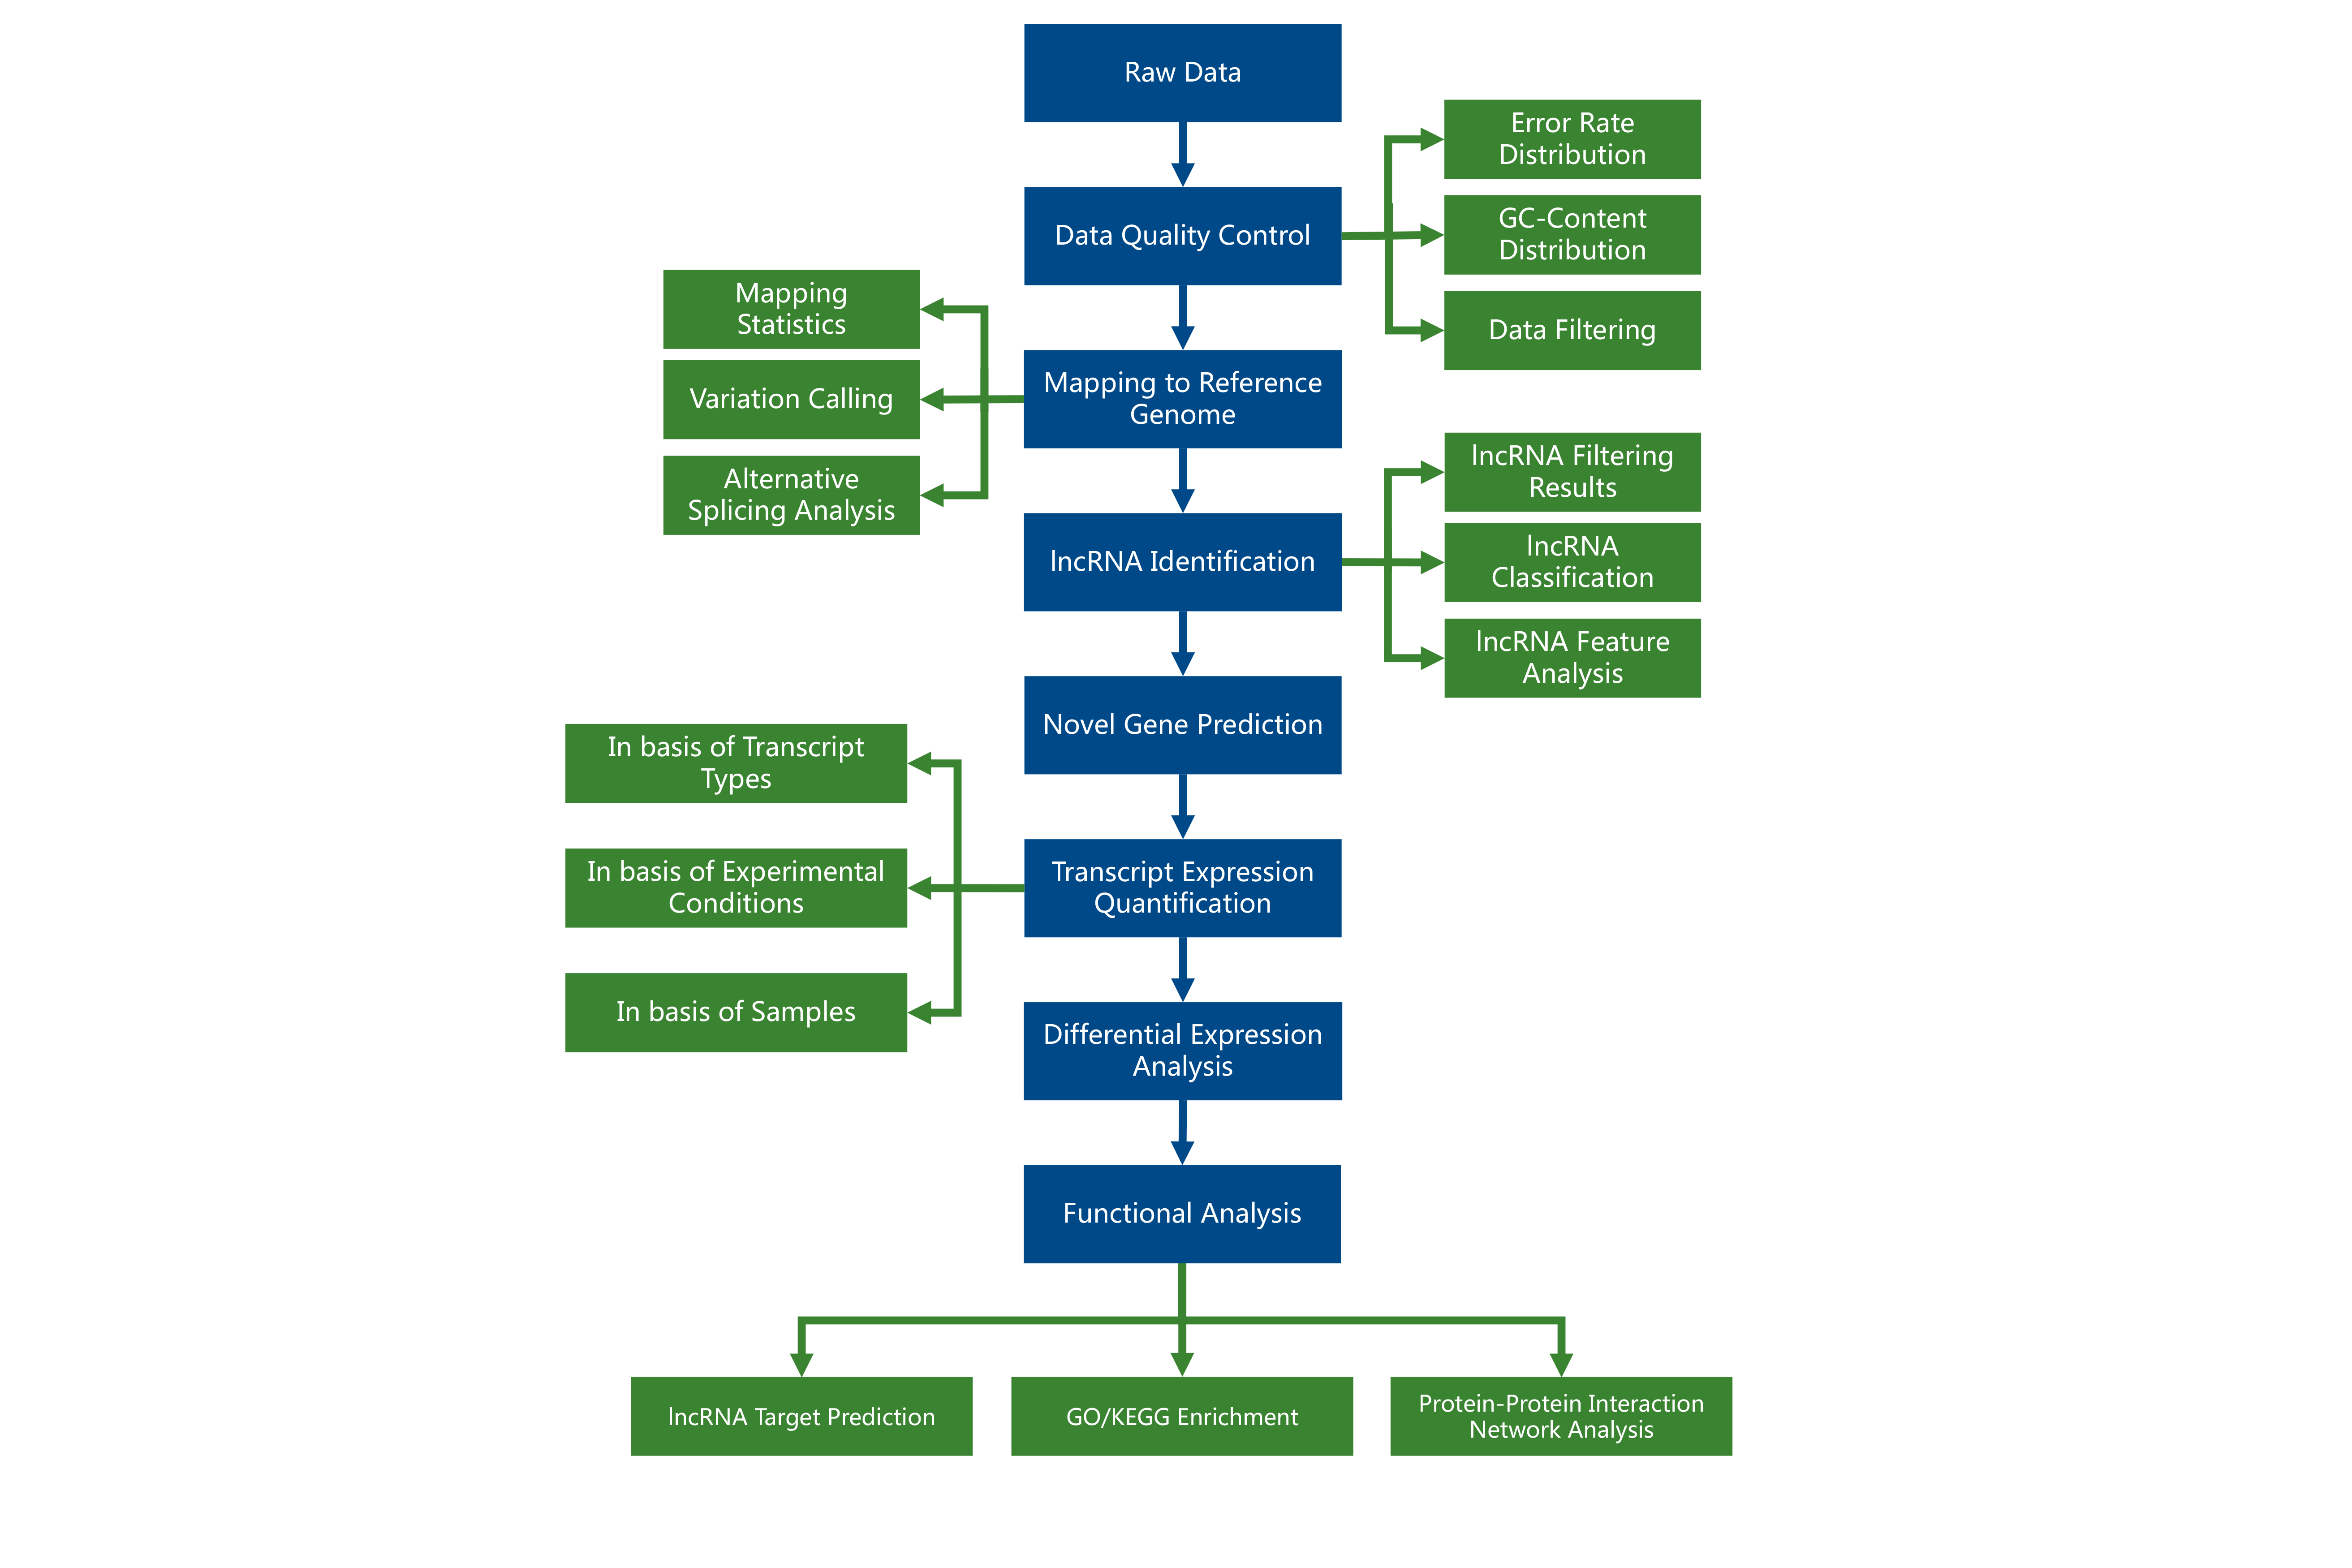 Raw Data
Error Rate
Distribution
Data Quality Control
GC-Content
Distribution
Data Filtering
Mapping
Statistics
Variation Calling
Alternative
Splicing Analysis
Mapping to Reference
Genome
lncRNA Identification
lncRNA Filtering
Results
lncRNA
Classification
lncRNA Feature
Analysis
Novel Gene Prediction
In basis of Transcript
Types
In basis of Experimental
Conditions
In basis of Samples
Transcript Expression
Quantification
Differential Expression
Analysis
Functional Analysis
lncRNA Target Prediction
GO/KEGG Enrichment
Protein-Protein Interaction
Network Analysis